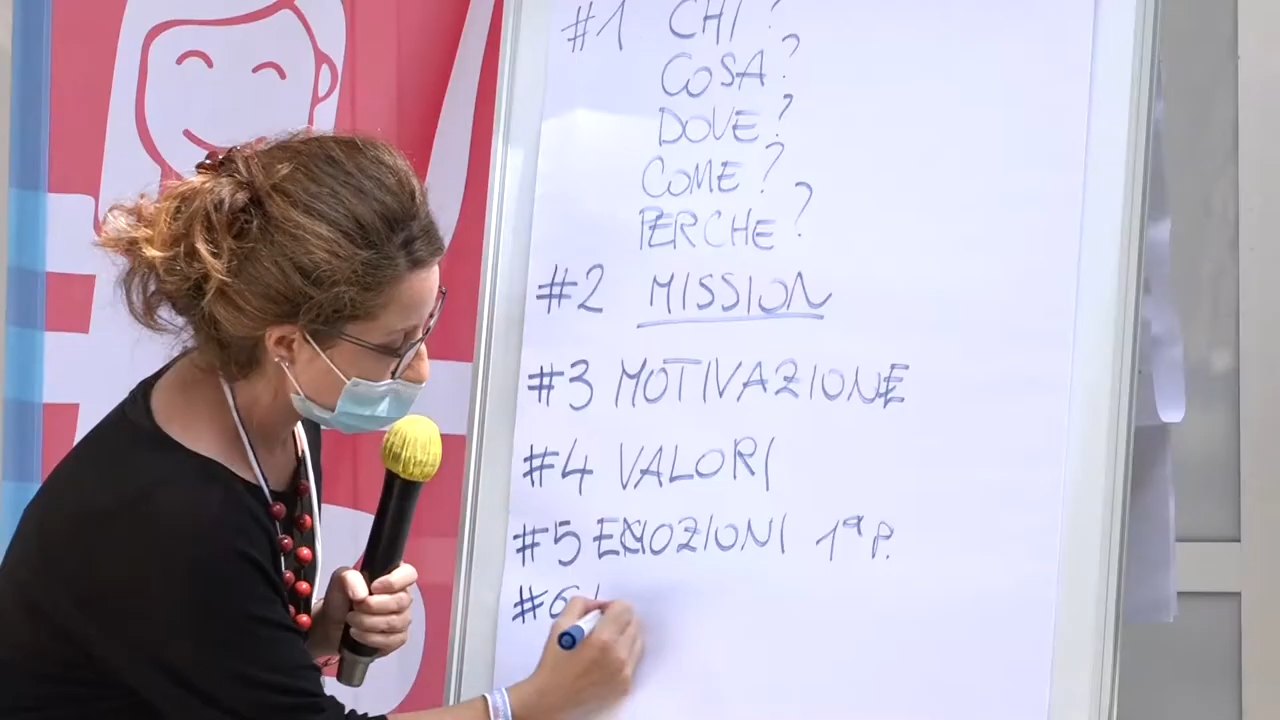 #1 CHI?
COSA?
DOVE?
COME?
PERCHE?
#2 MISSION
#3 MOTIVAZIONE
#4 VALORI
#5 EMOZIONI 1ª P.
#6